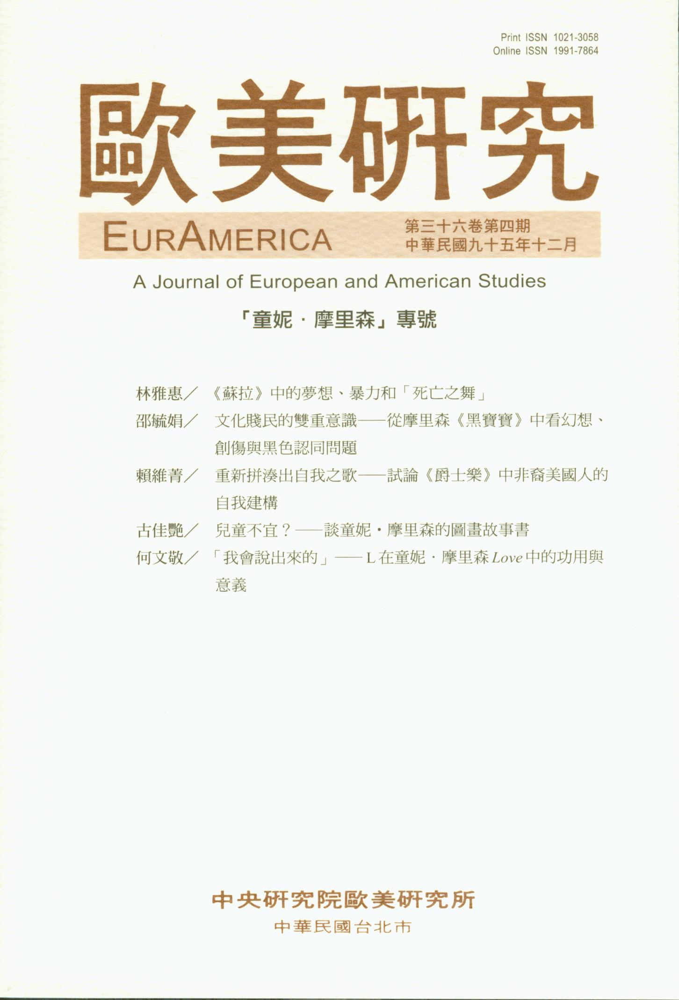 Print ISSN 1021-3058
Online ISSN 1991-7864
歐美研究
EURAMERICA
第三十六卷第四期
中華民國九十五年十二月
A Journal of European and American Studies
「童妮．摩里森」專號
林雅惠／《蘇拉》中的夢想、暴力和「死亡之舞」
邵毓娟／文化賤民的雙重意識——從摩里森《黑寶寶》中看幻想、
創傷與黑色認同問題
賴維菁／重新拼湊出自我之歌——試論《爵士樂》中非裔美國人的
自我建構
古佳艷／兒童不宜？——談童妮・摩里森的圖畫故事書
何文敬／「我會說出來的」——L在童妮．摩里森Love中的功用與
意義
中央研究院歐美研究所
中華民國台北市